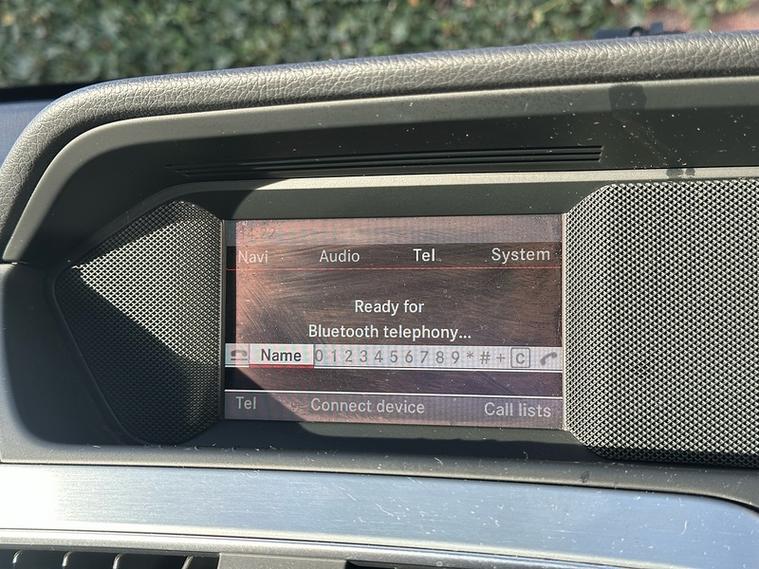 Navi Audio Tel System
Ready for
Bluetooth telephony...
Name 0 1 2 3 4 5 6 7 8 9 * # + C
Tel Connect device Call lists